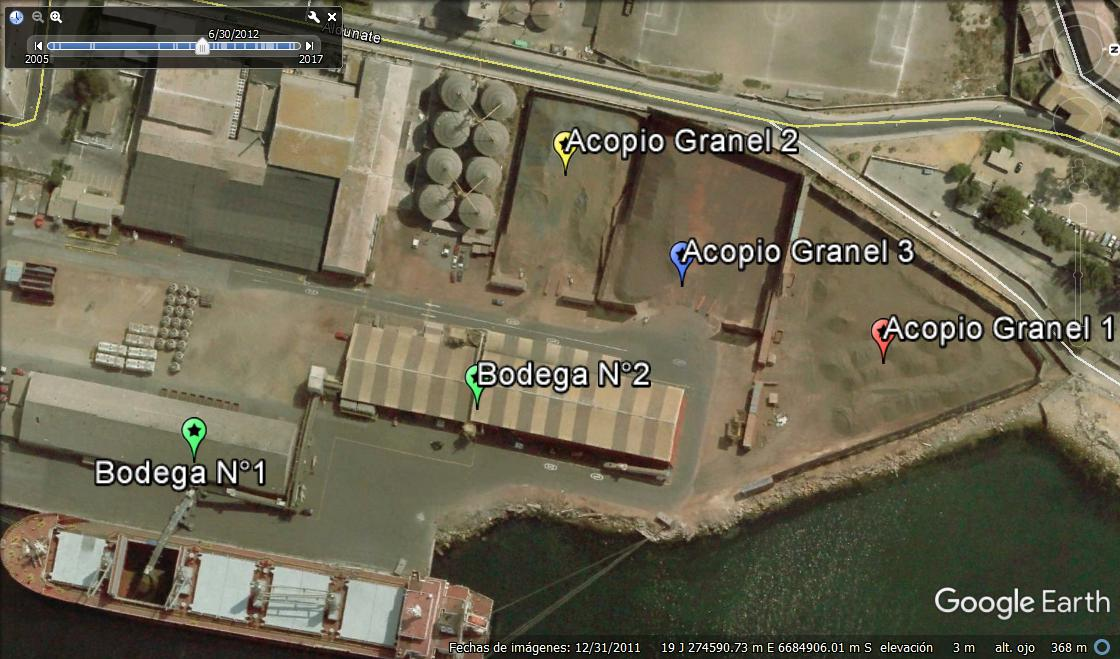 6/30/2012
2005
2017
Aldunate
Acopio Granel 2
Acopio Granel 3
Acopio Granel 1
Bodega N°2
Bodega N°1
Google Earth
Fechas de imágenes: 12/31/2011 19 J 274590.73 m E 6684906.01 m S elevación 3 m alt. ojo 368 m
N